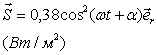 S⃗ = 0,38cos²(ωt + α)e⃗ᵣ
(Вт/м²)